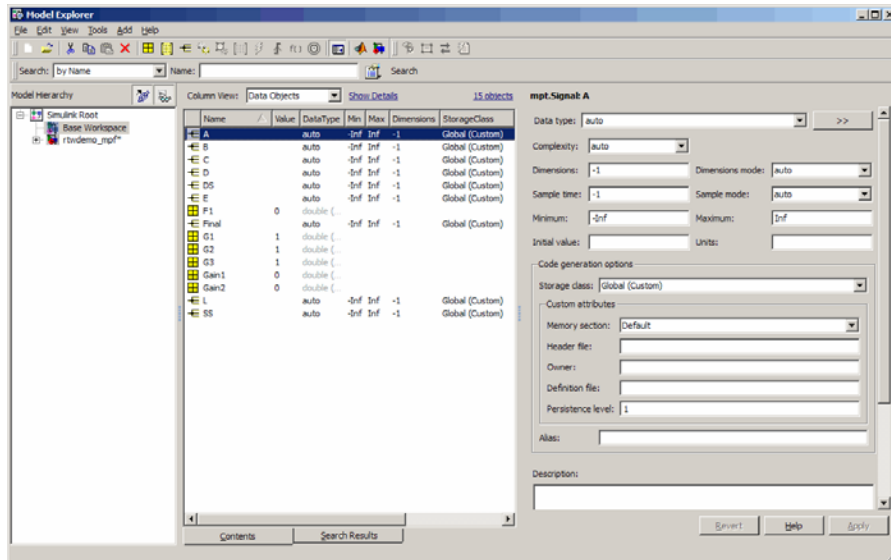 Model Explorer
File Edit View Tools Add Help
Search: by Name Name: Search
Model Hierarchy
Simulink Root
Base Workspace
rtwdemo_mpf*
Column View: Data Objects Show Details 15 objects
Name Value DataType Min Max Dimensions StorageClass
A auto -Inf Inf -1 Global (Custom)
B auto -Inf Inf -1 Global (Custom)
C auto -Inf Inf -1 Global (Custom)
D auto -Inf Inf -1 Global (Custom)
DS auto -Inf Inf -1 Global (Custom)
E auto -Inf Inf -1 Global (Custom)
F1 0 double (...
Final auto -Inf Inf -1 Global (Custom)
G1 1 double (...
G2 1 double (...
G3 1 double (...
Gain1 0 double (...
Gain2 0 double (...
L auto -Inf Inf -1 Global (Custom)
SS auto -Inf Inf -1 Global (Custom)
Contents Search Results
mpt.Signal: A
Data type: auto >>
Complexity: auto
Dimensions: -1 Dimensions mode: auto
Sample time: -1 Sample mode: auto
Minimum: -Inf Maximum: Inf
Initial value: Units:
Code generation options
Storage class: Global (Custom)
Custom attributes
Memory section: Default
Header file:
Owner:
Definition file:
Persistence level: 1
Alias:
Description:
Revert Help Apply